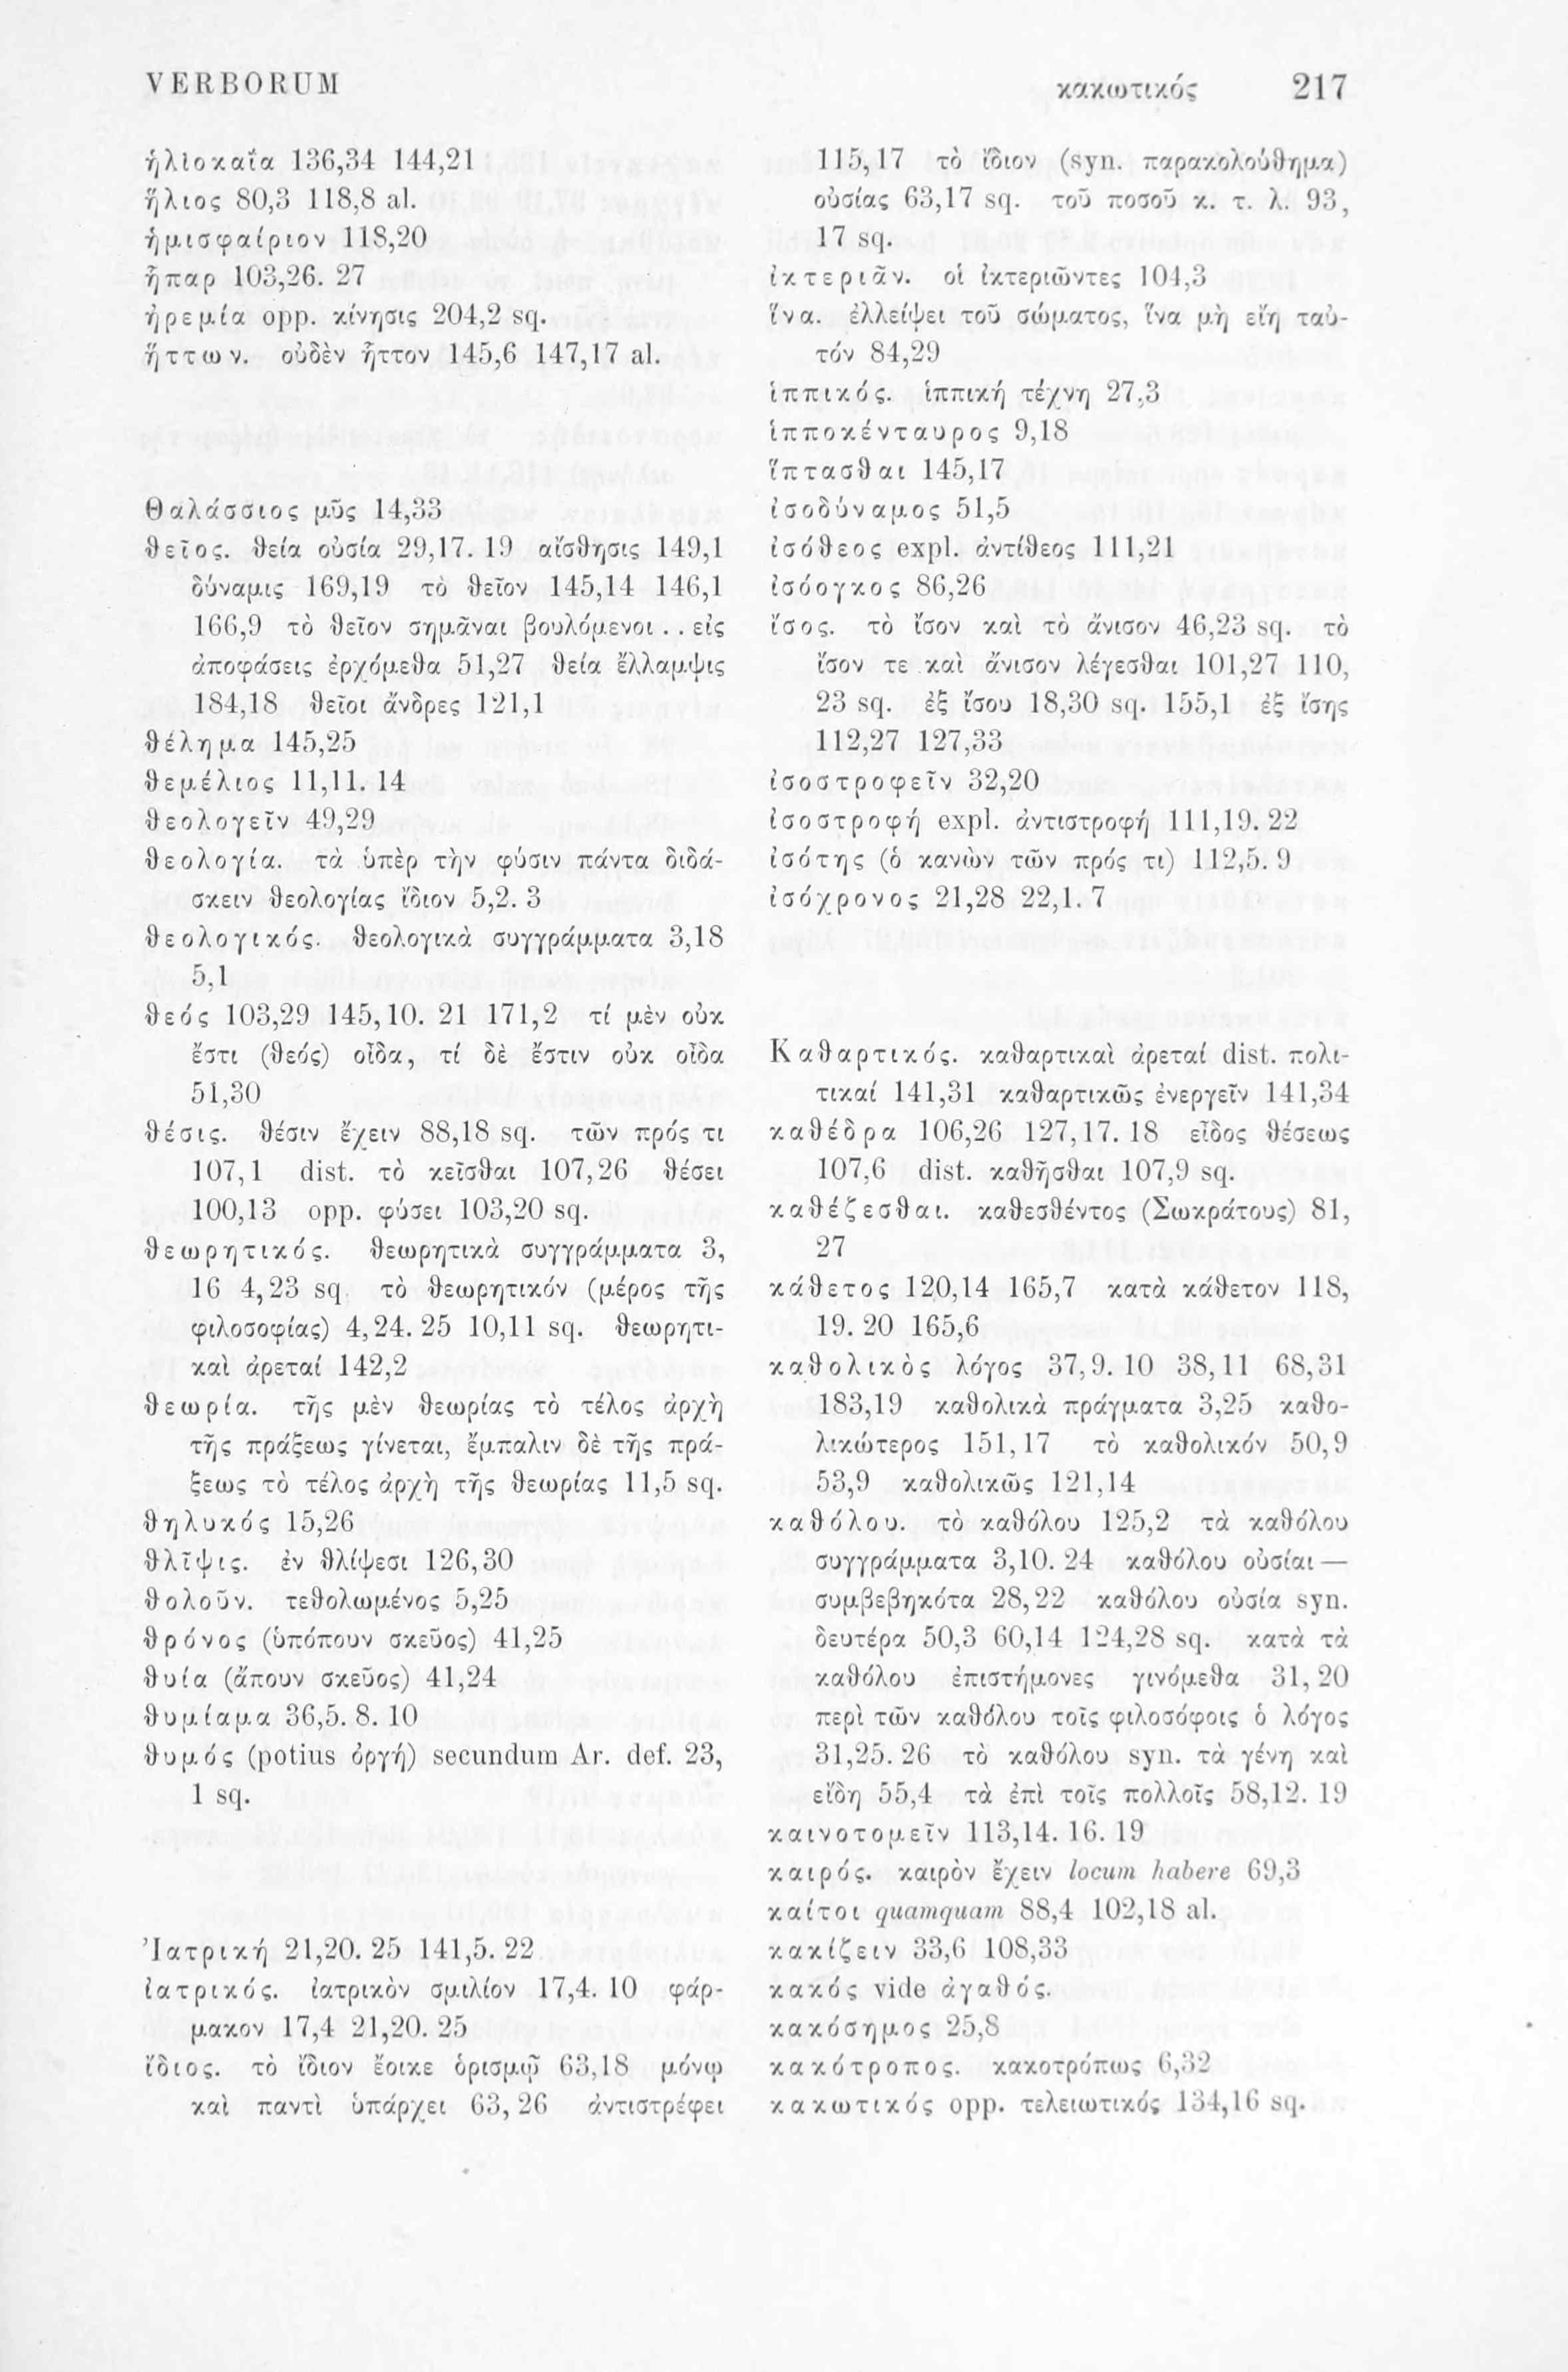 VERBORUM κακωτικός 217
ἡλιοκαΐα 136,34 144,21
ἥλιος 80,3 118,8 al.
ἡμισφαίριον 118,20
ἧπαρ 103,26. 27
ἠρεμία opp. κίνησις 204,2 sq.
ἥττων. οὐδὲν ἧττον 145,6 147,17 al.
Θαλάσσιος μῦς 14,33
θεῖος. θεία οὐσία 29,17. 19 αἴσθησις 149,1
δύναμις 169,19 τὸ θεῖον 145,14 146,1
166,9 τὸ θεῖον σημᾶναι βουλόμενοι . . εἰς
ἀποφάσεις ἐρχόμεθα 51,27 θεία ἔλλαμψις
184,18 θεῖοι ἄνδρες 121,1
θέλημα 145,25
θεμέλιος 11,11. 14
θεολογεῖν 49,29
θεολογία. τὰ ὑπὲρ τὴν φύσιν πάντα διδά-
σκειν θεολογίας ἴδιον 5,2. 3
θεολογικός. θεολογικὰ συγγράμματα 3,18
5,1
θεός 103,29 145,10. 21 171,2 τί μὲν οὐκ
ἔστι (θεός) οἶδα, τί δὲ ἔστιν οὐκ οἶδα
51,30
θέσις. θέσιν ἔχειν 88,18 sq. τῶν πρός τι
107,1 dist. τὸ κεῖσθαι 107,26 θέσει
100,13 opp. φύσει 103,20 sq.
θεωρητικός. θεωρητικὰ συγγράμματα 3,
16 4,23 sq. τὸ θεωρητικόν (μέρος τῆς
φιλοσοφίας) 4,24. 25 10,11 sq. θεωρητι-
καὶ ἀρεταί 142,2
θεωρία. τῆς μὲν θεωρίας τὸ τέλος ἀρχὴ
τῆς πράξεως γίνεται, ἔμπαλιν δὲ τῆς πρά-
ξεως τὸ τέλος ἀρχὴ τῆς θεωρίας 11,5 sq.
θηλυκός 15,26
θλῖψις. ἐν θλίψεσι 126,30
θολοῦν. τεθολωμένος 5,25
θρόνος (ὑπόπουν σκεῦος) 41,25
θυία (ἄπουν σκεῦος) 41,24
θυμίαμα 36,5. 8. 10
θυμός (potius ὀργή) secundum Ar. def. 23,
1 sq.
Ἰατρική 21,20. 25 141,5. 22
ἰατρικός. ἰατρικὸν σμιλίον 17,4. 10 φάρ-
μακον 17,4 21,20. 25
ἴδιος. τὸ ἴδιον ἔοικε ὁρισμῷ 63,18 μόνῳ
καὶ παντὶ ὑπάρχει 63,26 ἀντιστρέφει
115,17 τὸ ἴδιον (syn. παρακολούθημα)
οὐσίας 63,17 sq. τοῦ ποσοῦ κ. τ. λ. 93,
17 sq.
ἰκτεριᾶν. οἱ ἰκτεριῶντες 104,3
ἵνα. ἐλλείψει τοῦ σώματος, ἵνα μὴ εἴη ταὐ-
τόν 84,29
ἱππικός. ἱππική τέχνη 27,3
ἱπποκένταυρος 9,18
ἵπτασθαι 145,17
ἰσοδύναμος 51,5
ἰσόθεος expl. ἀντίθεος 111,21
ἰσόογκος 86,26
ἴσος. τὸ ἴσον καὶ τὸ ἄνισον 46,23 sq. τὸ
ἴσον τε καὶ ἄνισον λέγεσθαι 101,27 110,
23 sq. ἐξ ἴσου 18,30 sq. 155,1 ἐξ ἴσης
112,27 127,33
ἰσοστροφεῖν 32,20
ἰσοστροφή expl. ἀντιστροφή 111,19. 22
ἰσότης (ὁ κανὼν τῶν πρός τι) 112,5. 9
ἰσόχρονος 21,28 22,1. 7
Καθαρτικός. καθαρτικαὶ ἀρεταί dist. πολι-
τικαί 141,31 καθαρτικῶς ἐνεργεῖν 141,34
καθέδρα 106,26 127,17. 18 εἶδος θέσεως
107,6 dist. καθῆσθαι 107,9 sq.
καθέζεσθαι. καθεσθέντος (Σωκράτους) 81,
27
κάθετος 120,14 165,7 κατὰ κάθετον 118,
19. 20 165,6
καθολικὸς λόγος 37,9. 10 38,11 68,31
183,19 καθολικὰ πράγματα 3,25 καθο-
λικώτερος 151,17 τὸ καθολικόν 50,9
53,9 καθολικῶς 121,14
καθόλου. τὸ καθόλου 125,2 τὰ καθόλου
συγγράμματα 3,10. 24 καθόλου οὐσίαι —
συμβεβηκότα 28,22 καθόλου οὐσία syn.
δευτέρα 50,3 60,14 124,28 sq. κατὰ τὰ
καθόλου ἐπιστήμονες γινόμεθα 31,20
περὶ τῶν καθόλου τοῖς φιλοσόφοις ὁ λόγος
31,25. 26 τὸ καθόλου syn. τὰ γένη καὶ
εἴδη 55,4 τὰ ἐπὶ τοῖς πολλοῖς 58,12. 19
καινοτομεῖν 113,14. 16. 19
καιρός. καιρὸν ἔχειν locum habere 69,3
καίτοι quamquam 88,4 102,18 al.
κακίζειν 33,6 108,33
κακός vide ἀγαθός.
κακόσημος 25,8
κακότροπος. κακοτρόπως 6,32
κακωτικός opp. τελειωτικός 134,16 sq.